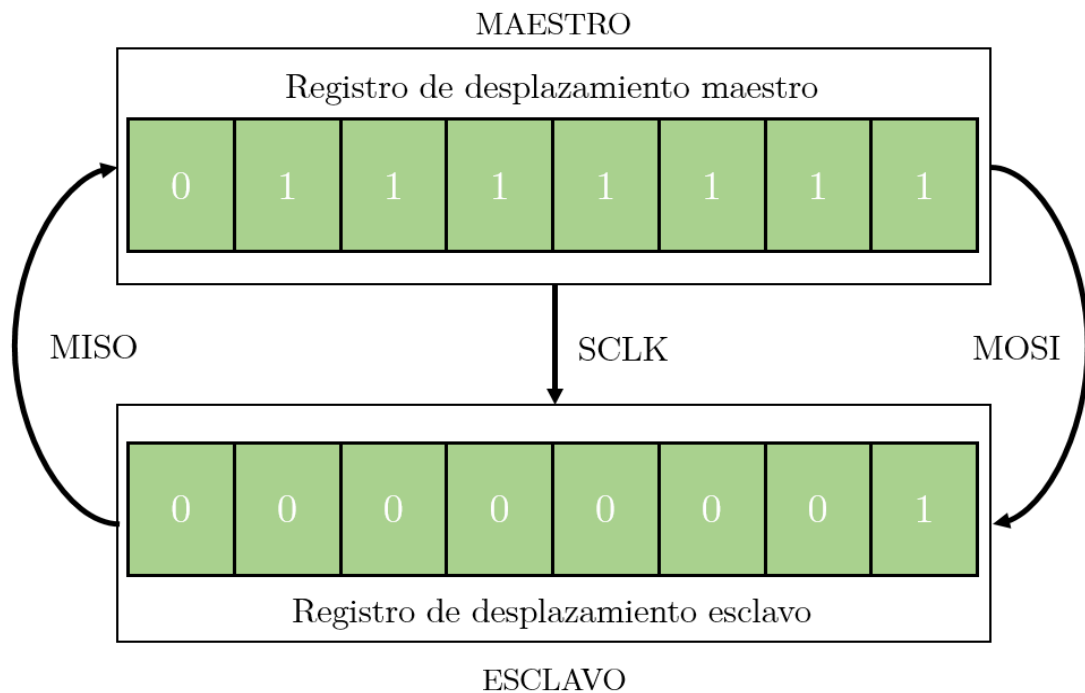 MAESTRO
Registro de desplazamiento maestro
0 1 1 1 1 1 1 1
MISO SCLK MOSI
0 0 0 0 0 0 0 1
Registro de desplazamiento esclavo
ESCLAVO